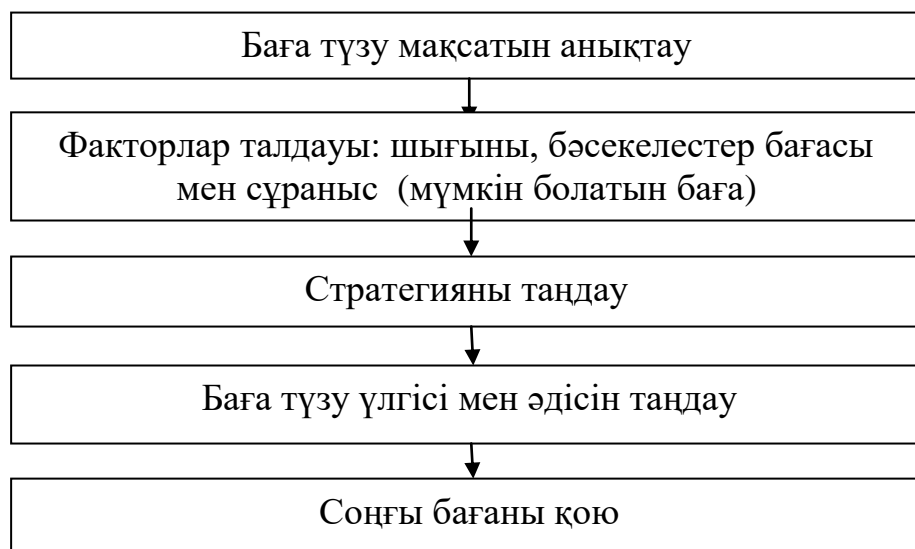 Баға түзу мақсатын анықтау
Факторлар талдауы: шығыны, бәсекелестер бағасы
мен сұраныс (мүмкін болатын баға)
Стратегияны таңдау
Баға түзу үлгісі мен әдісін таңдау
Соңғы бағаны қою